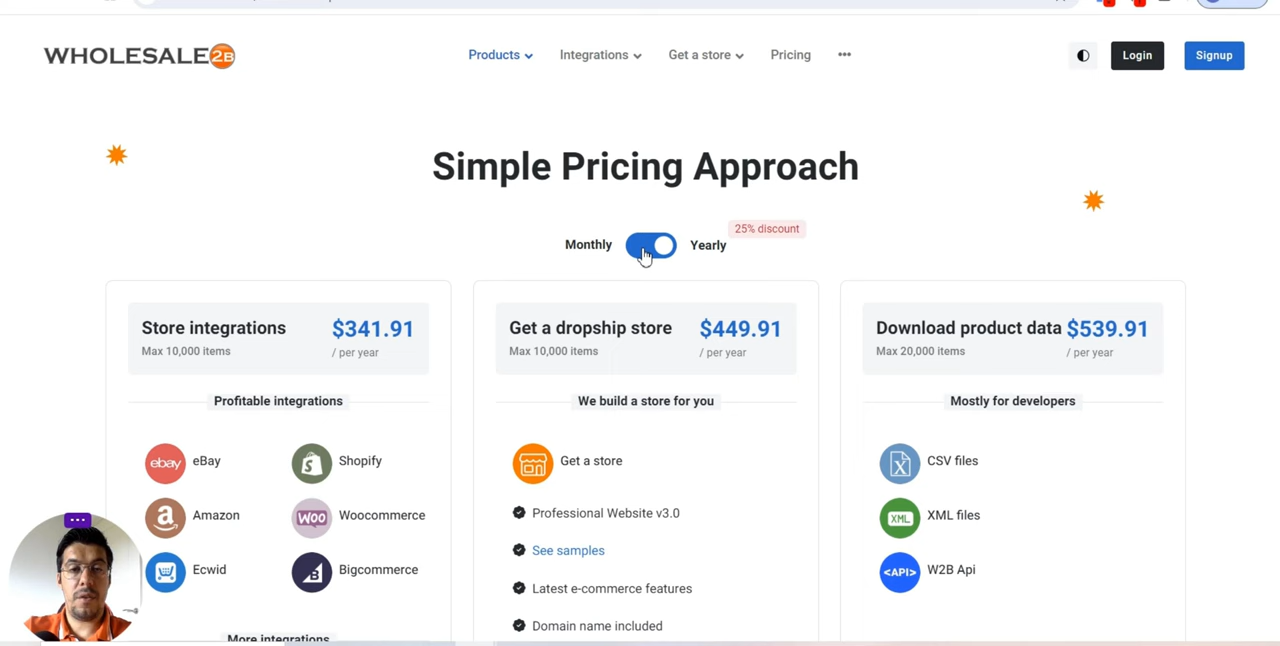 WHOLESALE2B
Products
Integrations
Get a store
Pricing
•••
Login
Signup
Simple Pricing Approach
Monthly
Yearly
25% discount
Store integrations
$341.91
Max 10,000 items
/ per year
Profitable integrations
ebay
eBay
Shopify
Amazon
WOO
Woocommerce
Ecwid
Bigcommerce
More integrations
Get a dropship store
$449.91
Max 10,000 items
/ per year
We build a store for you
Get a store
Professional Website v3.0
See samples
Latest e-commerce features
Domain name included
Download product data
$539.91
Max 20,000 items
/ per year
Mostly for developers
CSV files
XML
XML files
<API>
W2B Api